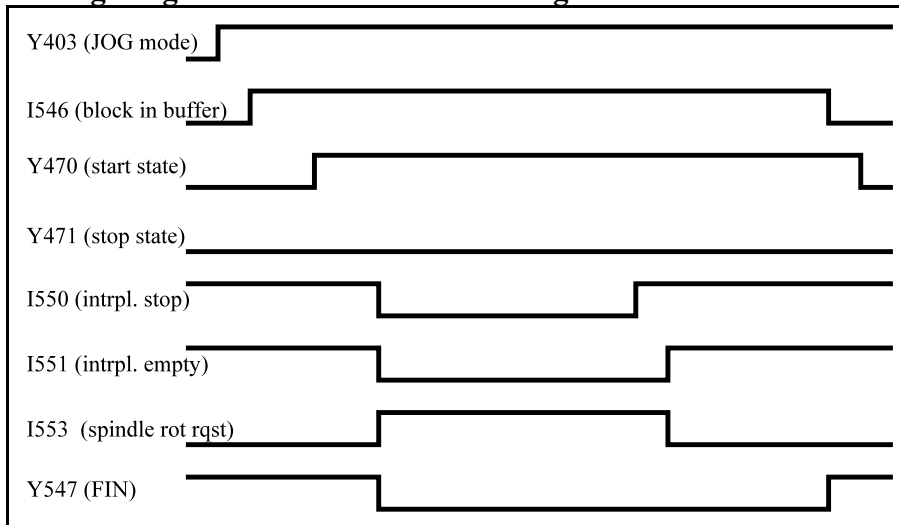 Y403 (JOG mode)
I546 (block in buffer)
Y470 (start state)
Y471 (stop state)
I550 (intrpl. stop)
I551 (intrpl. empty)
I553 (spindle rot rqst)
Y547 (FIN)